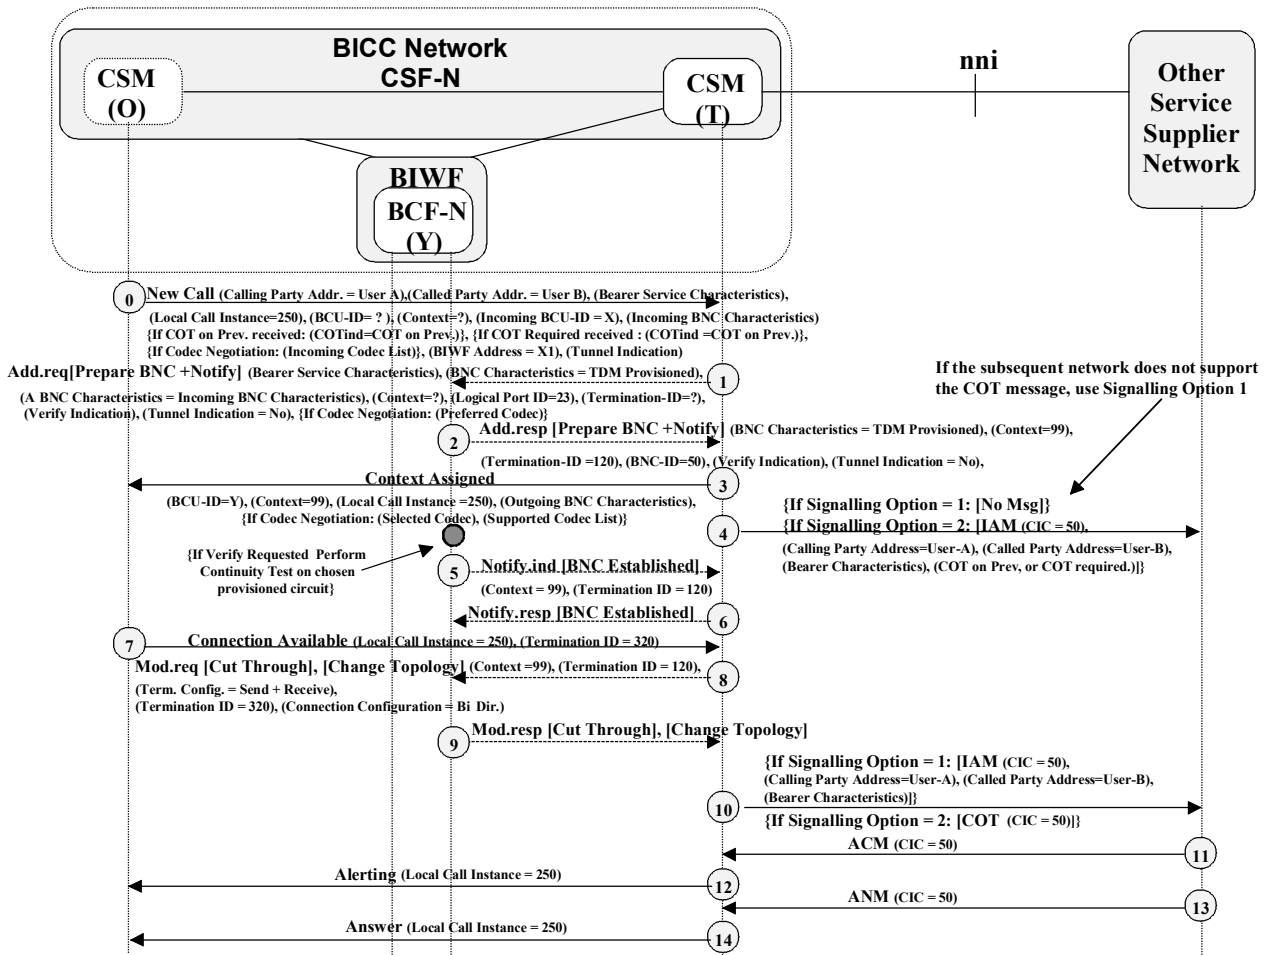 BICC Network
CSF-N
CSM
(O)
CSM
(T)
nni
Other
Service
Supplier
Network
BIWF
BCF-N
(Y)
0 New Call (Calling Party Addr. = User A),(Called Party Addr. = User B), (Bearer Service Characteristics),
(Local Call Instance=250), (BCU-ID= ? ), (Context=?), (Incoming BCU-ID = X), (Incoming BNC Characteristics)
{If COT on Prev. received: (COTind=COT on Prev.)}, {If COT Required received : (COTind =COT on Prev.)},
{If Codec Negotiation: (Incoming Codec List)}, (BIWF Address = X1), (Tunnel Indication)
Add.req[Prepare BNC +Notify] (Bearer Service Characteristics), (BNC Characteristics = TDM Provisioned), 1
(A BNC Characteristics = Incoming BNC Characteristics), (Context=?), (Logical Port ID=23), (Termination-ID=?),
(Verify Indication), (Tunnel Indication = No), {If Codec Negotiation: (Preferred Codec)}
If the subsequent network does not support
the COT message, use Signalling Option 1
2 Add.resp [Prepare BNC +Notify] (BNC Characteristics = TDM Provisioned), (Context=99),
(Termination-ID =120), (BNC-ID=50), (Verify Indication), (Tunnel Indication = No),
Context Assigned 3
(BCU-ID=Y), (Context=99), (Local Call Instance =250), (Outgoing BNC Characteristics),
{If Codec Negotiation: (Selected Codec), (Supported Codec List)}
4
{If Signalling Option = 1: [No Msg]}
{If Signalling Option = 2: [IAM (CIC = 50),
(Calling Party Address=User-A), (Called Party Address=User-B),
(Bearer Characteristics), (COT on Prev, or COT required.)]}
{If Verify Requested Perform
Continuity Test on chosen
provisioned circuit}
5 Notify.ind [BNC Established]
(Context = 99), (Termination ID = 120)
Notify.resp [BNC Established] 6
7 Connection Available (Local Call Instance = 250), (Termination ID = 320)
Mod.req [Cut Through], [Change Topology] (Context =99), (Termination ID = 120), 8
(Term. Config. = Send + Receive),
(Termination ID = 320), (Connection Configuration = Bi Dir.)
9 Mod.resp [Cut Through], [Change Topology]
{If Signalling Option = 1: [IAM (CIC = 50),
(Calling Party Address=User-A), (Called Party Address=User-B),
(Bearer Characteristics)]}
10
{If Signalling Option = 2: [COT (CIC = 50)]}
ACM (CIC = 50) 11
Alerting (Local Call Instance = 250) 12
ANM (CIC = 50) 13
Answer (Local Call Instance = 250) 14